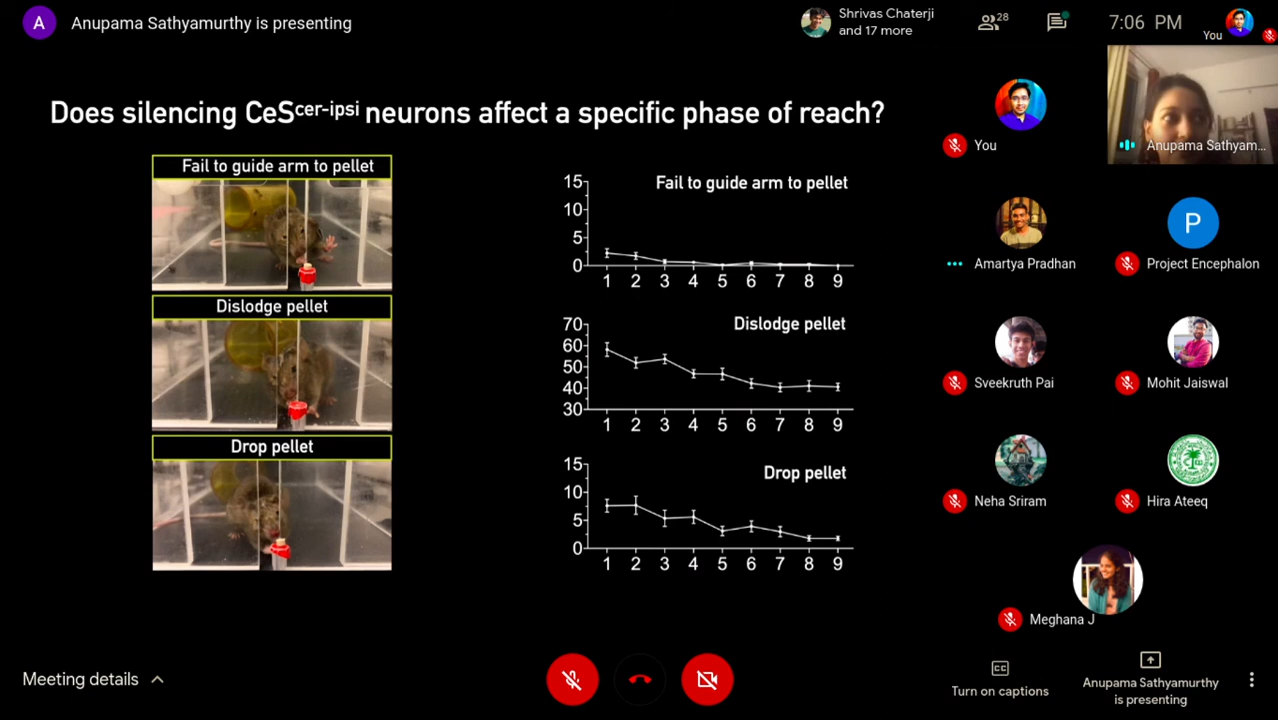 A
Anupama Sathyamurthy is presenting
Shrivas Chaterji
and 17 more
28
7:06 PM
You
Does silencing CeScer-ipsi neurons affect a specific phase of reach?
Fail to guide arm to pellet
Dislodge pellet
Drop pellet
Fail to guide arm to pellet
15
10
5
0
1 2 3 4 5 6 7 8 9
Dislodge pellet
70
60
50
40
30
1 2 3 4 5 6 7 8 9
Drop pellet
15
10
5
0
1 2 3 4 5 6 7 8 9
You
Anupama Sathyam...
Amartya Pradhan
P
Project Encephalon
Sveekruth Pai
Mohit Jaiswal
Neha Sriram
Hira Ateeq
Meghana J
Meeting details
CC
Turn on captions
Anupama Sathyamurthy
is presenting